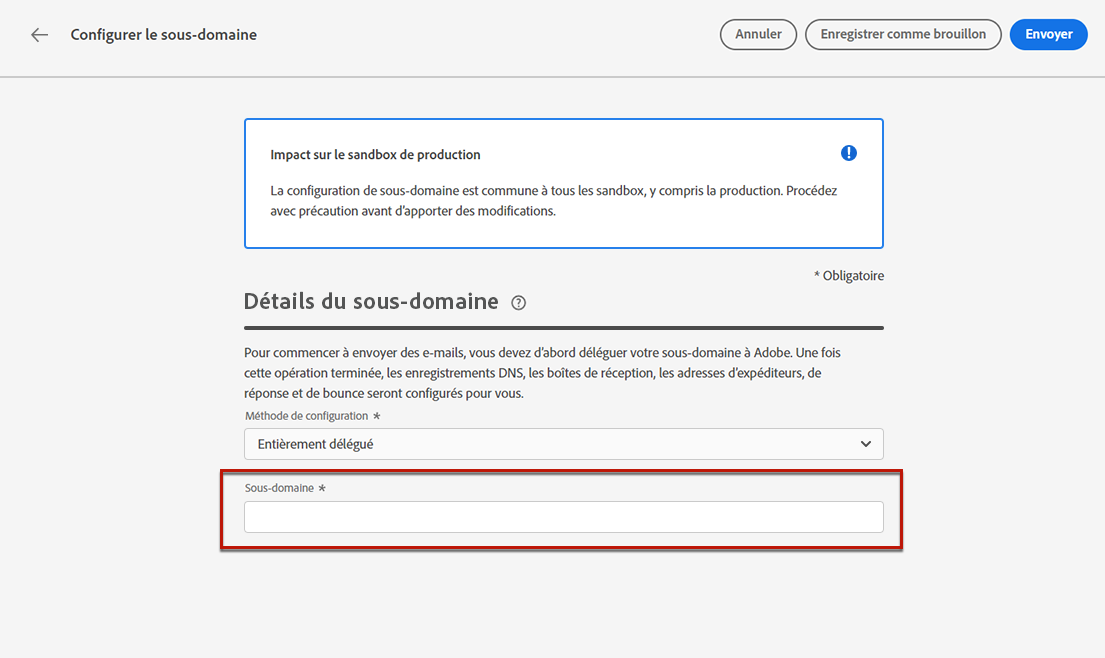 Configurer le sous-domaine
Annuler
Enregistrer comme brouillon
Envoyer
Impact sur le sandbox de production
La configuration de sous-domaine est commune à tous les sandbox, y compris la production. Procédez
avec précaution avant d'apporter des modifications.
* Obligatoire
Détails du sous-domaine
Pour commencer à envoyer des e-mails, vous devez d'abord déléguer votre sous-domaine à Adobe. Une fois
cette opération terminée, les enregistrements DNS, les boîtes de réception, les adresses d'expéditeurs, de
réponse et de bounce seront configurés pour vous.
Méthode de configuration *
Entièrement délégué
Sous-domaine *